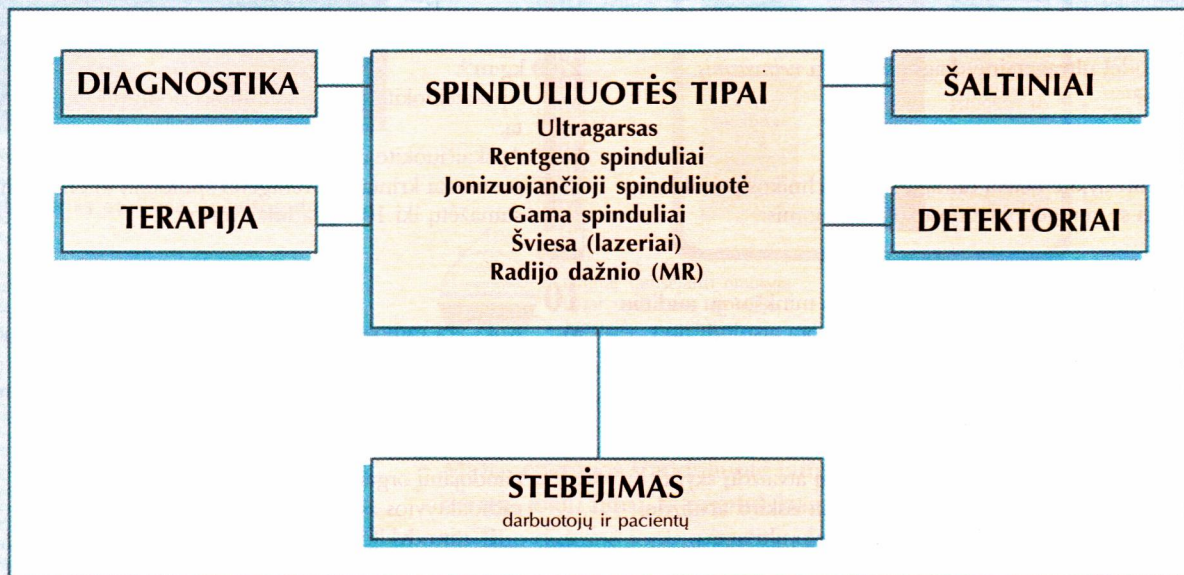 DIAGNOSTIKA
TERAPIJA
SPINDULIUOTĖS TIPAI
Ultragarsas
Rentgeno spinduliai
Jonizuojančioji spinduliuotė
Gama spinduliai
Šviesa (lazeriai)
Radijo dažnio (MR)
ŠALTINIAI
DETEKTORIAI
STEBĖJIMAS
darbuotojų ir pacientų